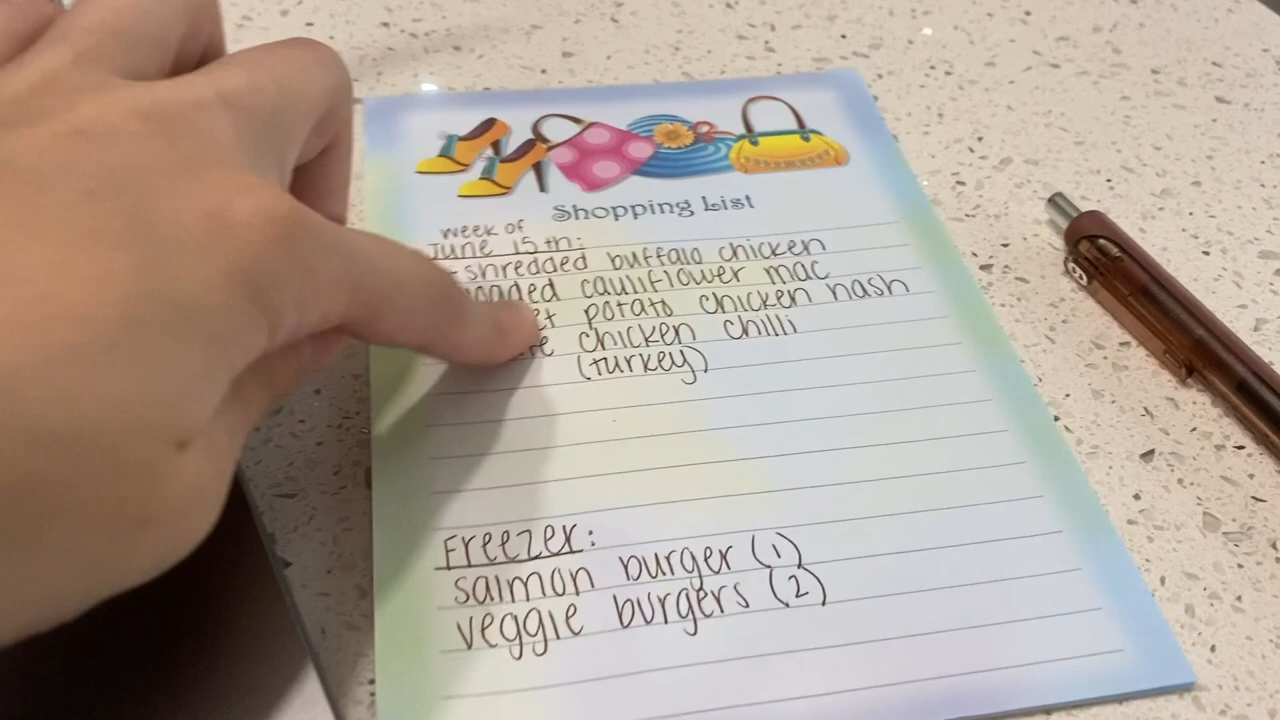 Shopping List
week of
June 15th:
- shredded buffalo chicken
loaded cauliflower mac
potato chicken hash
chicken chilli
(turkey)
Freezer:
salmon burger (1)
veggie burgers (2)